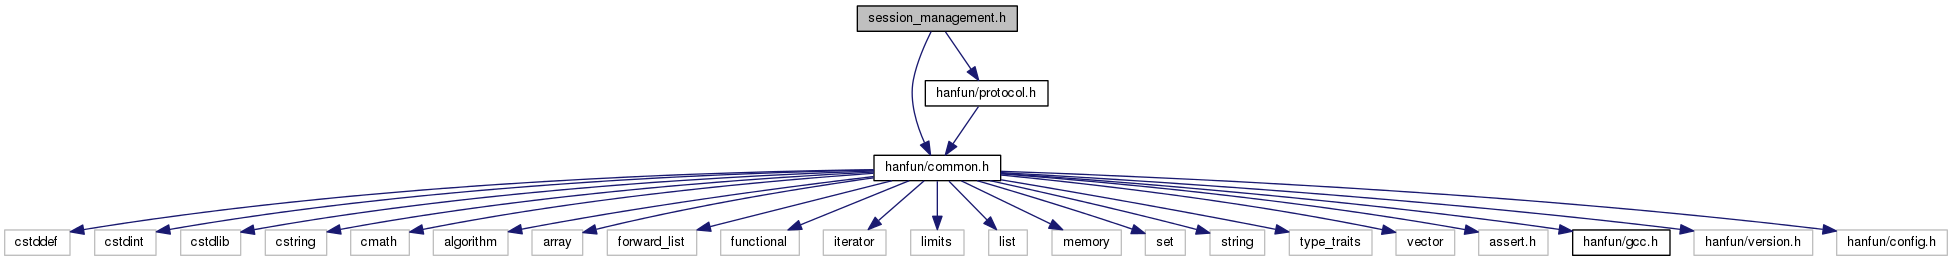 session_management.h
hanfun/protocol.h
hanfun/common.h
cstddef
cstdint
cstdlib
cstring
cmath
algorithm
array
forward_list
functional
iterator
limits
list
memory
set
string
type_traits
vector
assert.h
hanfun/gcc.h
hanfun/version.h
hanfun/config.h